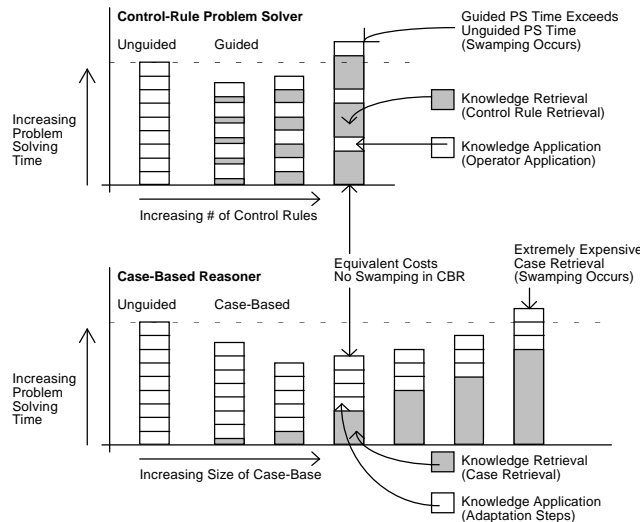 Control-Rule Problem Solver
Unguided
Guided
Guided PS Time Exceeds
Unguided PS Time
(Swamping Occurs)
Increasing
Problem
Solving
Time
Knowledge Retrieval
(Control Rule Retrieval)
Knowledge Application
(Operator Application)
Increasing # of Control Rules
Equivalent Costs
No Swamping in CBR
Extremely Expensive
Case Retrieval
(Swamping Occurs)
Case-Based Reasoner
Unguided
Case-Based
Increasing
Problem
Solving
Time
Increasing Size of Case-Base
Knowledge Retrieval
(Case Retrieval)
Knowledge Application
(Adaptation Steps)